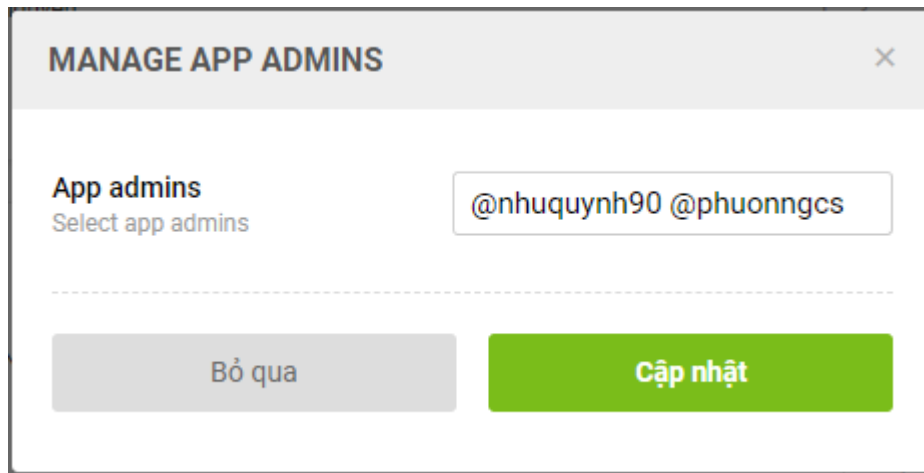 MANAGE APP ADMINS ×
App admins
Select app admins
@nhuquynh90 @phuonngcs
Bỏ qua
Cập nhật